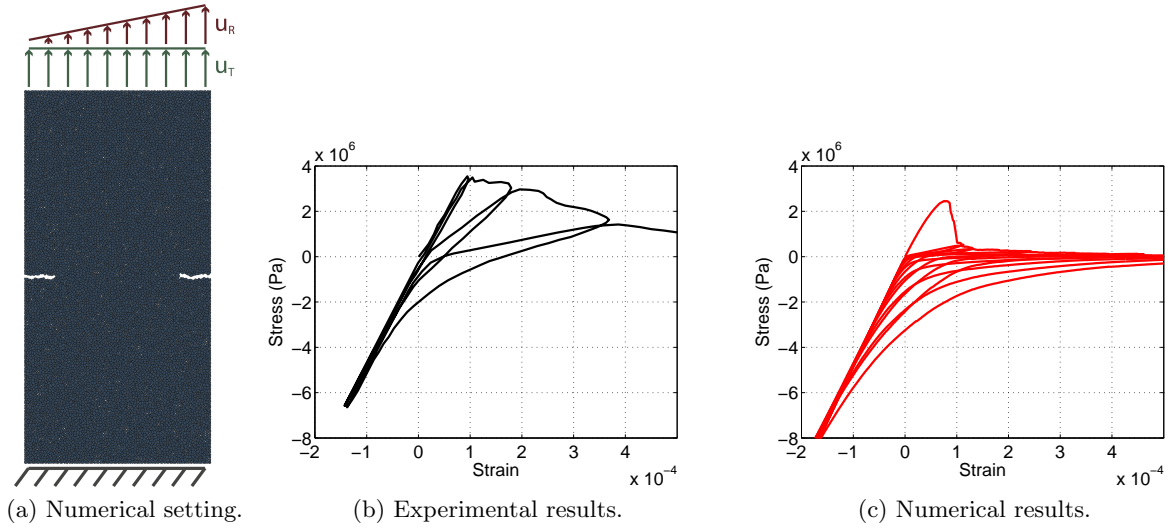 u_R
u_T
(a) Numerical setting.
x 10^6
4
2
0
−2
−4
−6
−8
Stress (Pa)
−2 −1 0 1 2 3 4 5
Strain
x 10^−4
(b) Experimental results.
x 10^6
4
2
0
−2
−4
−6
−8
Stress (Pa)
−2 −1 0 1 2 3 4 5
Strain
x 10^−4
(c) Numerical results.